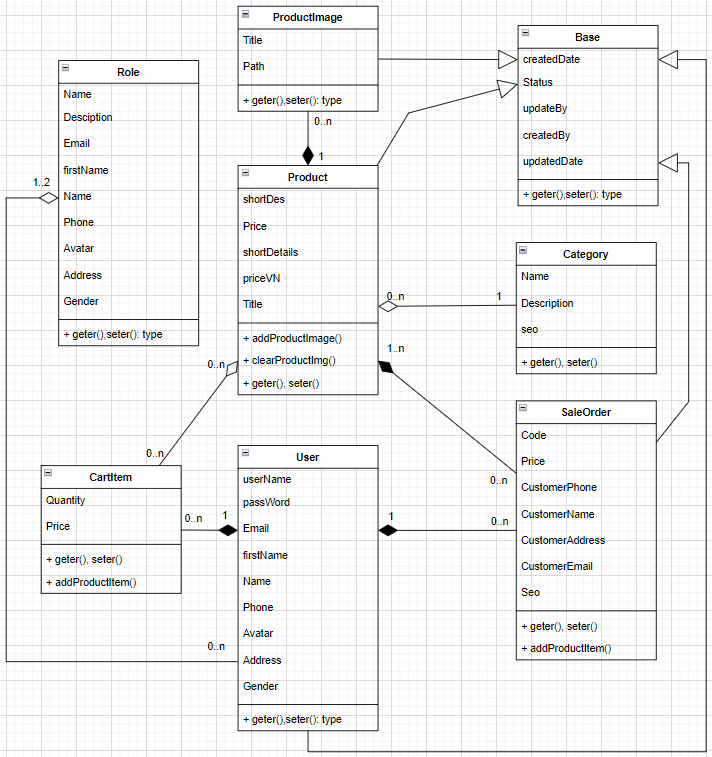 ProductImage
Title
Path
+ geter(),seter(): type
Base
createdDate
Status
updateBy
createdBy
updatedDate
+ geter(),seter(): type
Role
Name
Desciption
Email
firstName
Name
Phone
Avatar
Address
Gender
+ geter(),seter(): type
0..n
1
1..2
Product
shortDes
Price
shortDetails
priceVN
Title
+ addProductImage()
+ clearProductImg()
+ geter(), seter()
0..n
1
Category
Name
Description
seo
+ geter(), seter()
1..n
0..n
0..n
0..n
SaleOrder
Code
Price
CustomerPhone
CustomerName
CustomerAddress
CustomerEmail
Seo
+ geter(), seter()
+ addProductItem()
CartItem
Quantity
Price
+ geter(), seter()
+ addProductItem()
0..n
1
1
0..n
User
userName
passWord
Email
firstName
Name
Phone
Avatar
Address
Gender
+ geter(),seter(): type
0..n